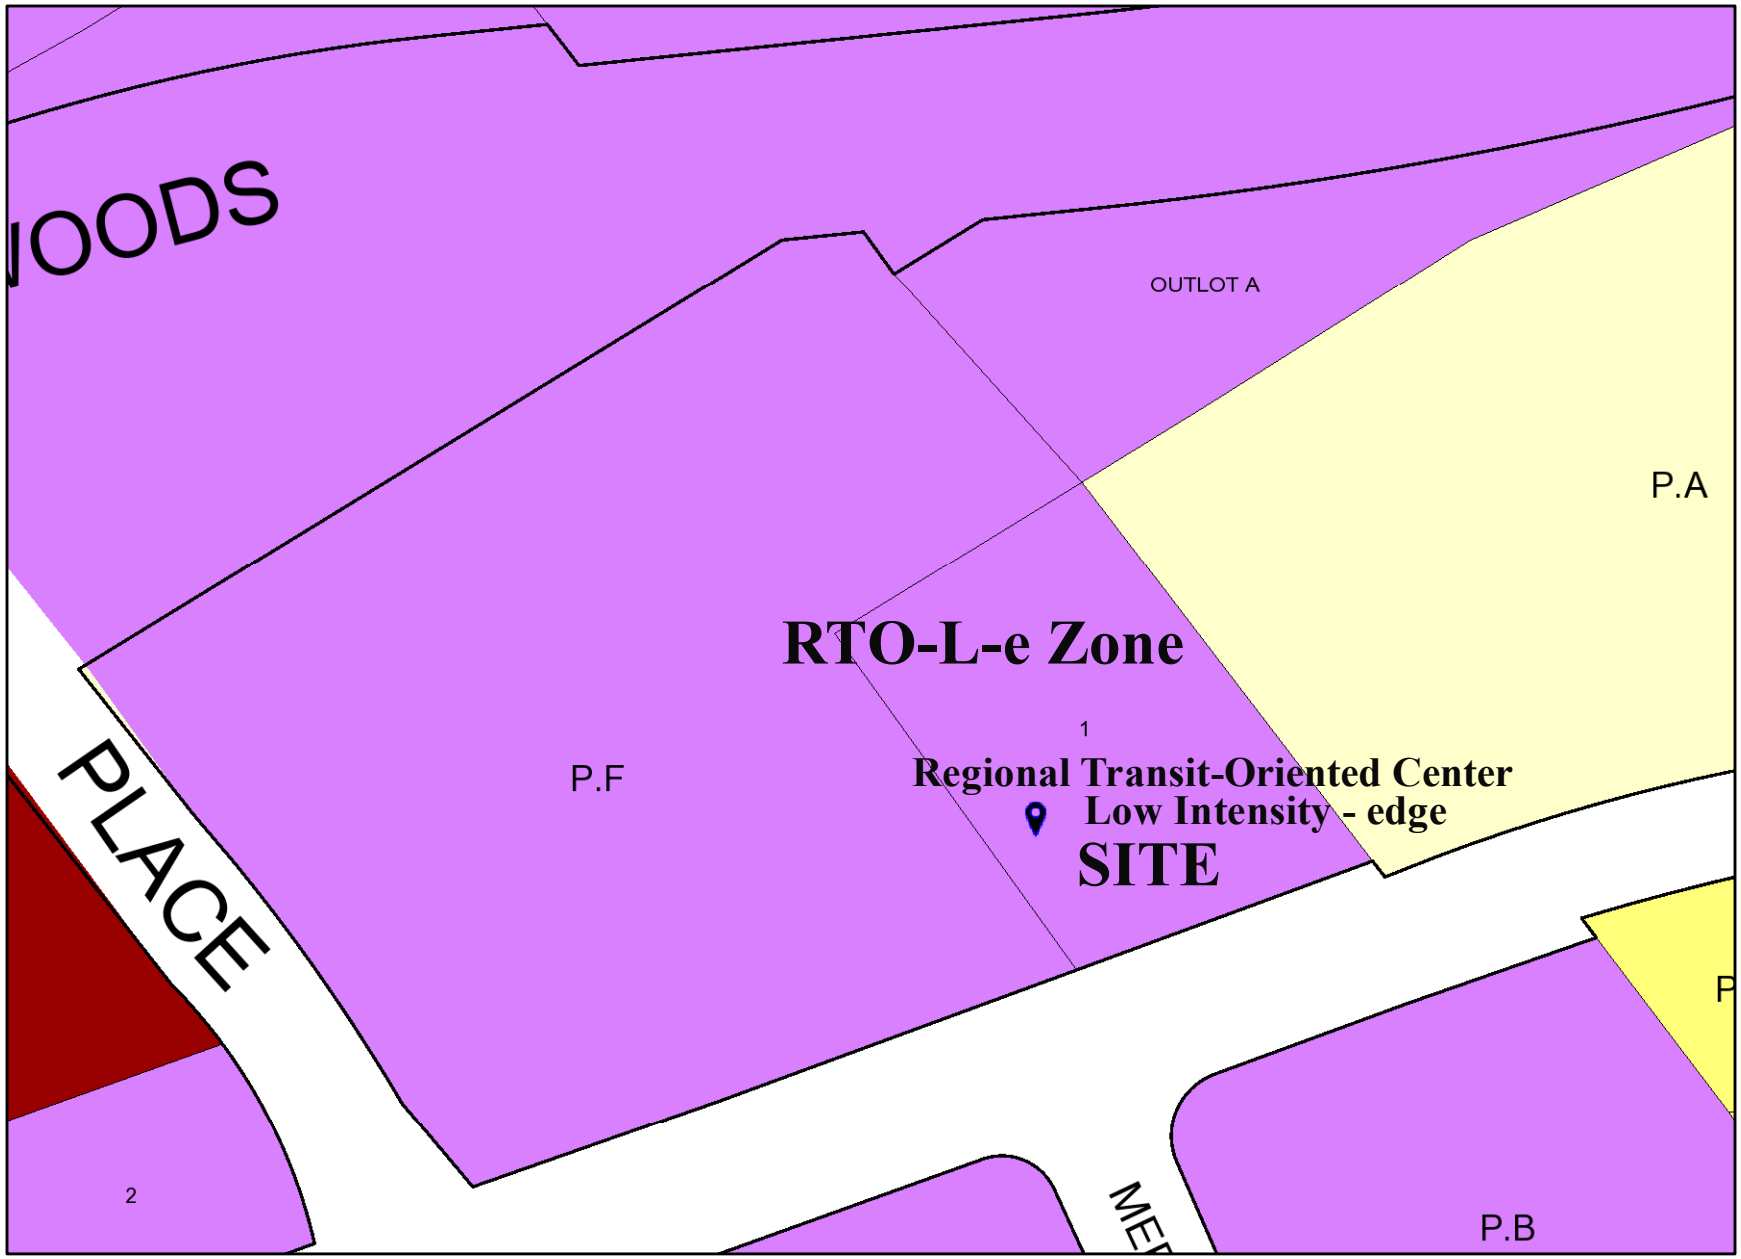 WOODS
OUTLOT A
P.A
RTO-L-e Zone
1
P.F
Regional Transit-Oriented Center
Low Intensity - edge
SITE
PLACE
P
2
P.B